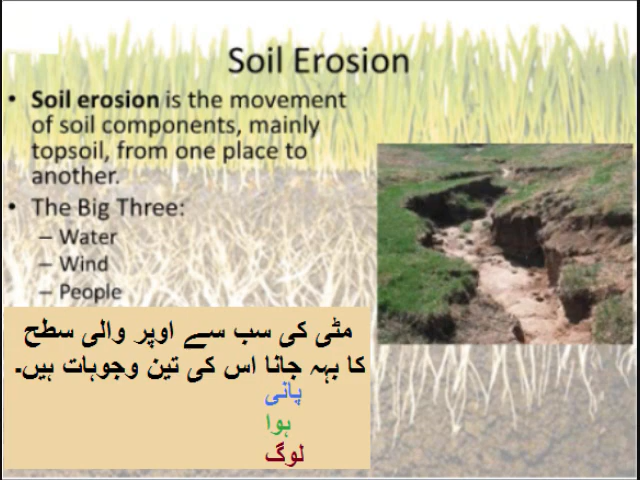 Soil Erosion
• Soil erosion is the movement
of soil components, mainly
topsoil, from one place to
another.
• The Big Three:
– Water
– Wind
– People
مٹی کی سب سے اوپر والی سطح
کا بہہ جانا اس کی تین وجوہات ہیں۔
پانی
ہوا
لوگ